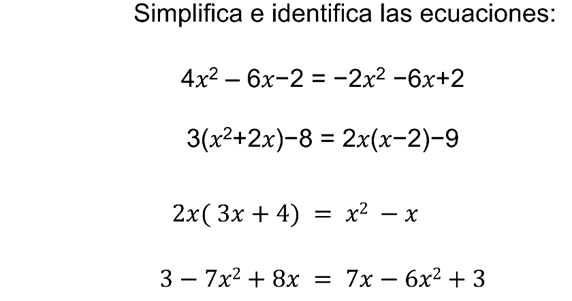 Simplifica e identifica las ecuaciones:
4x² – 6x−2 = −2x² −6x+2
3(x²+2x)−8 = 2x(x−2)−9
2x( 3x + 4) = x² − x
3 − 7x² + 8x = 7x − 6x² + 3